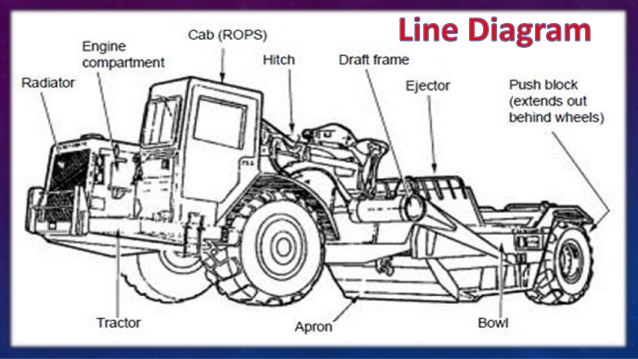 Line Diagram
Cab (ROPS)
Engine
compartment
Hitch
Draft frame
Radiator
Ejector
Push block
(extends out
behind wheels)
Tractor
Apron
Bowl